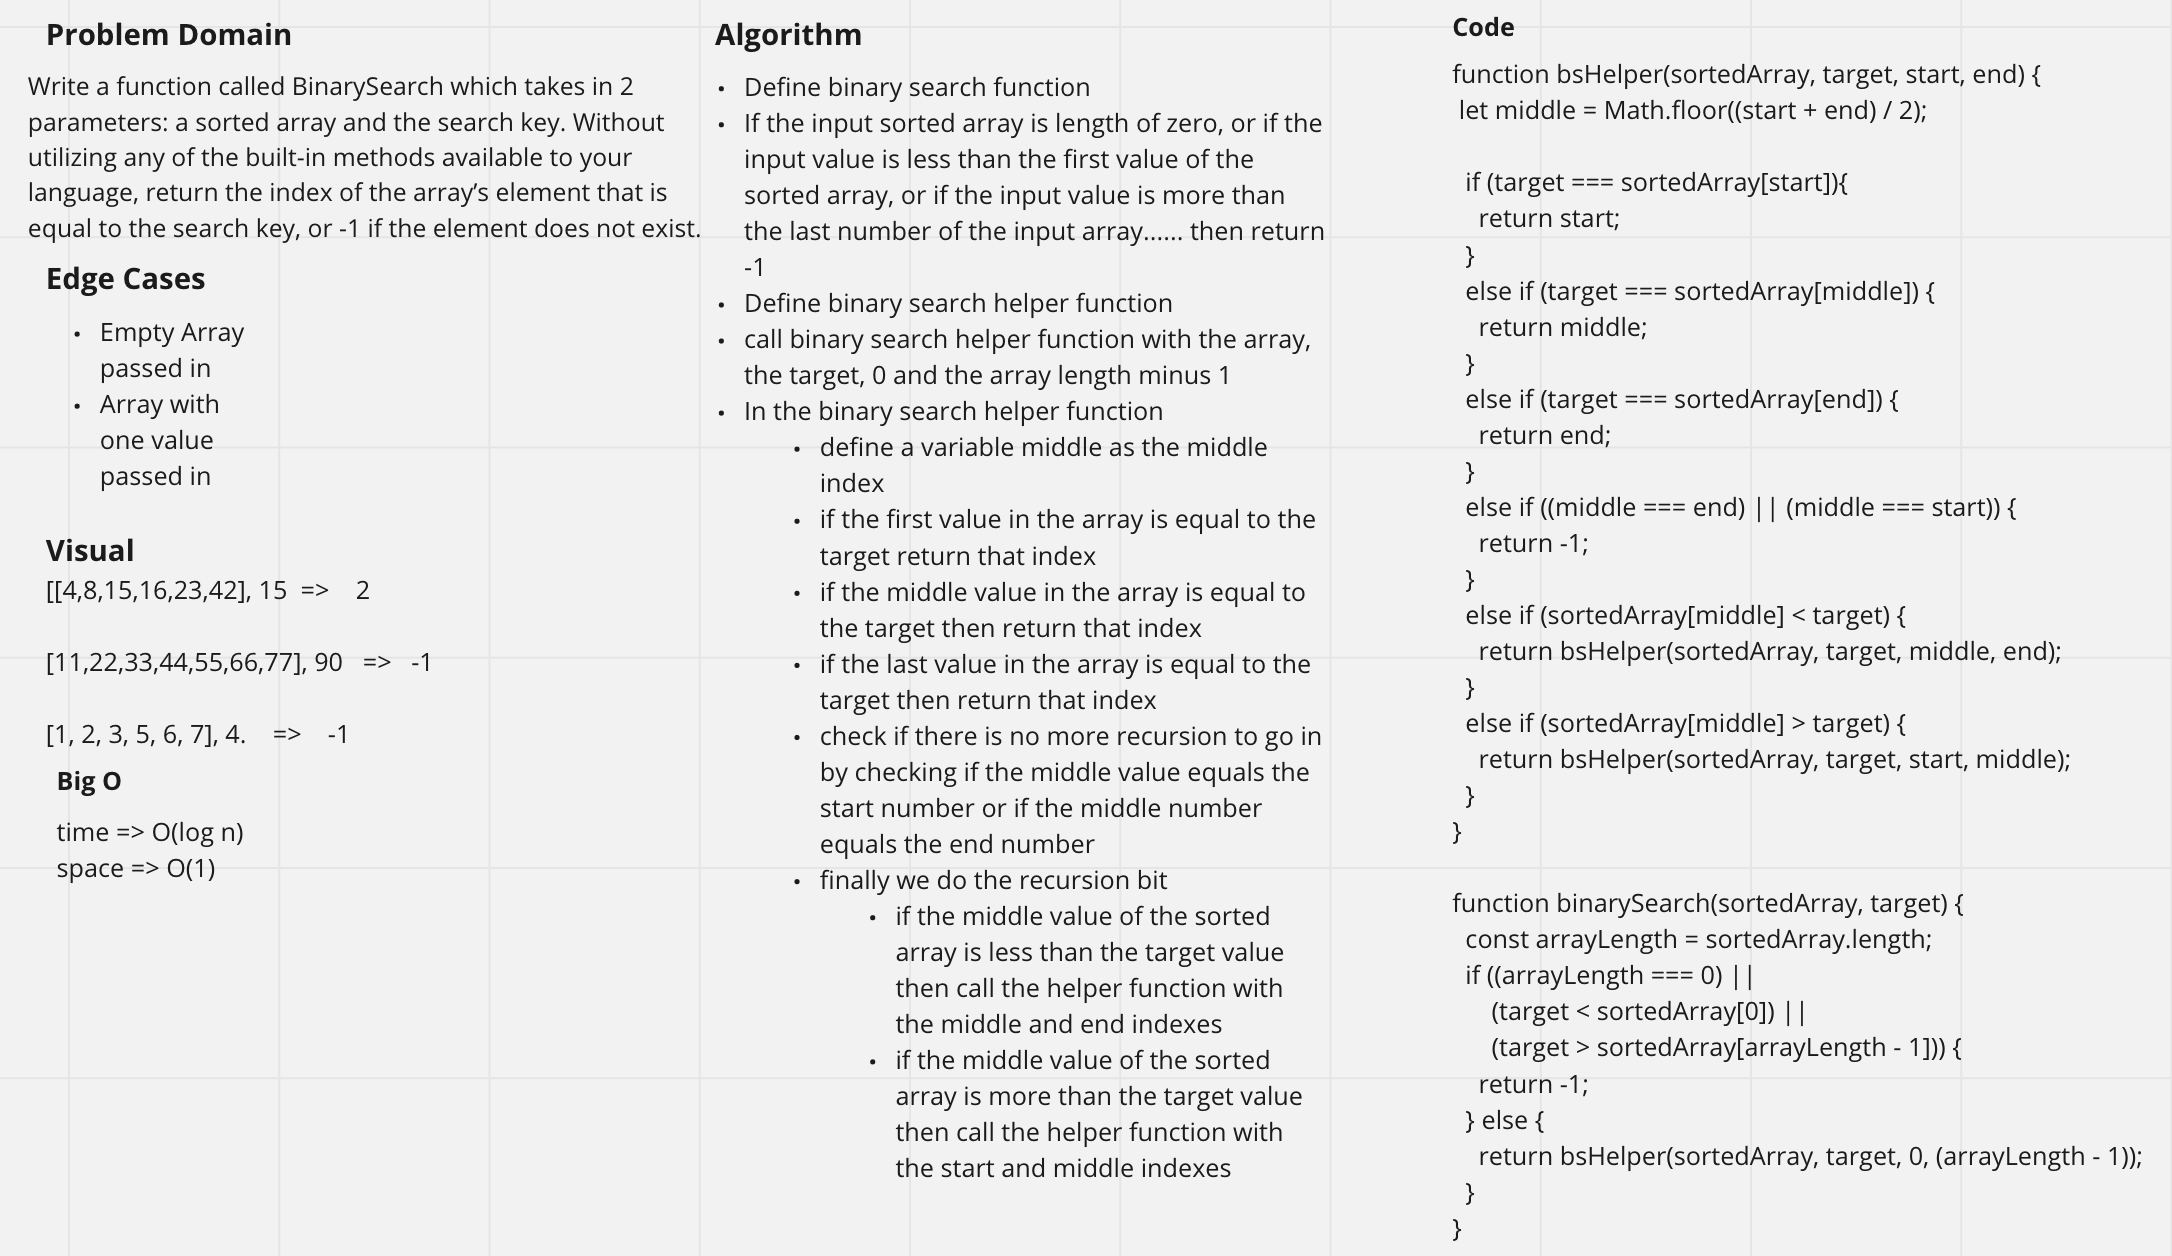 Problem Domain
Write a function called BinarySearch which takes in 2
parameters: a sorted array and the search key. Without
utilizing any of the built-in methods available to your
language, return the index of the array’s element that is
equal to the search key, or -1 if the element does not exist.
Edge Cases
• Empty Array
passed in
• Array with
one value
passed in
Visual
[[4,8,15,16,23,42], 15 => 2
[11,22,33,44,55,66,77], 90 => -1
[1, 2, 3, 5, 6, 7], 4. => -1
Big O
time => O(log n)
space => O(1)
Algorithm
• Define binary search function
• If the input sorted array is length of zero, or if the
input value is less than the first value of the
sorted array, or if the input value is more than
the last number of the input array...... then return
-1
• Define binary search helper function
• call binary search helper function with the array,
the target, 0 and the array length minus 1
• In the binary search helper function
• define a variable middle as the middle
index
• if the first value in the array is equal to the
target return that index
• if the middle value in the array is equal to
the target then return that index
• if the last value in the array is equal to the
target then return that index
• check if there is no more recursion to go in
by checking if the middle value equals the
start number or if the middle number
equals the end number
• finally we do the recursion bit
• if the middle value of the sorted
array is less than the target value
then call the helper function with
the middle and end indexes
• if the middle value of the sorted
array is more than the target value
then call the helper function with
the start and middle indexes
Code
function bsHelper(sortedArray, target, start, end) {
let middle = Math.floor((start + end) / 2);
if (target === sortedArray[start]){
return start;
}
else if (target === sortedArray[middle]) {
return middle;
}
else if (target === sortedArray[end]) {
return end;
}
else if ((middle === end) || (middle === start)) {
return -1;
}
else if (sortedArray[middle] < target) {
return bsHelper(sortedArray, target, middle, end);
}
else if (sortedArray[middle] > target) {
return bsHelper(sortedArray, target, start, middle);
}
}
function binarySearch(sortedArray, target) {
const arrayLength = sortedArray.length;
if ((arrayLength === 0) ||
(target < sortedArray[0]) ||
(target > sortedArray[arrayLength - 1])) {
return -1;
} else {
return bsHelper(sortedArray, target, 0, (arrayLength - 1));
}
}